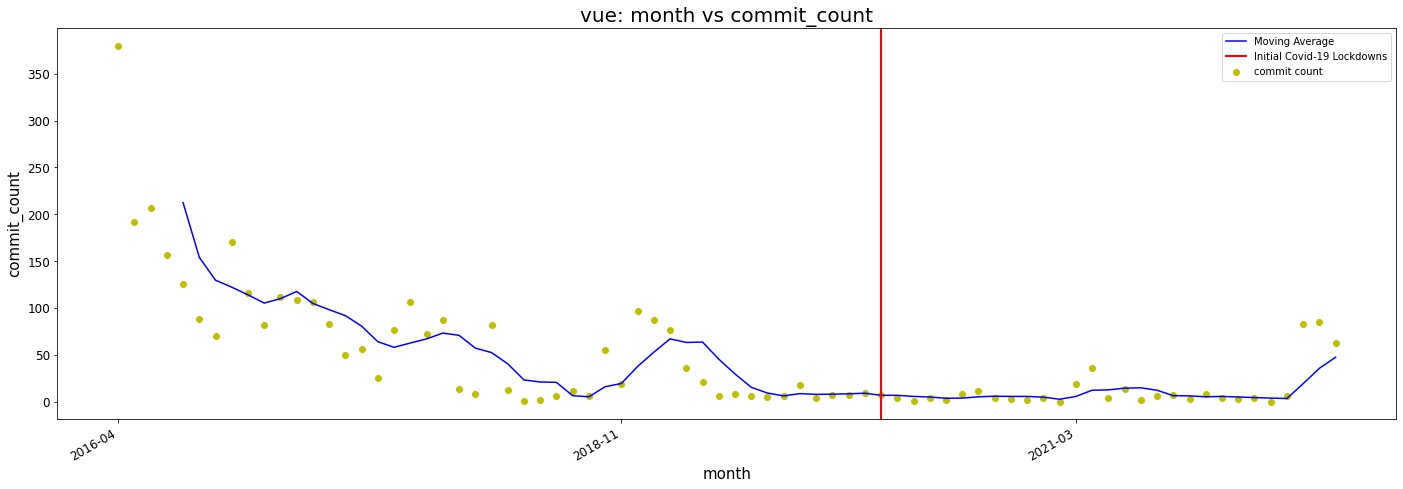 vue: month vs commit_count
Moving Average
Initial Covid-19 Lockdowns
commit count
commit_count
350
300
250
200
150
100
50
0
2016-04
2018-11
2021-03
month